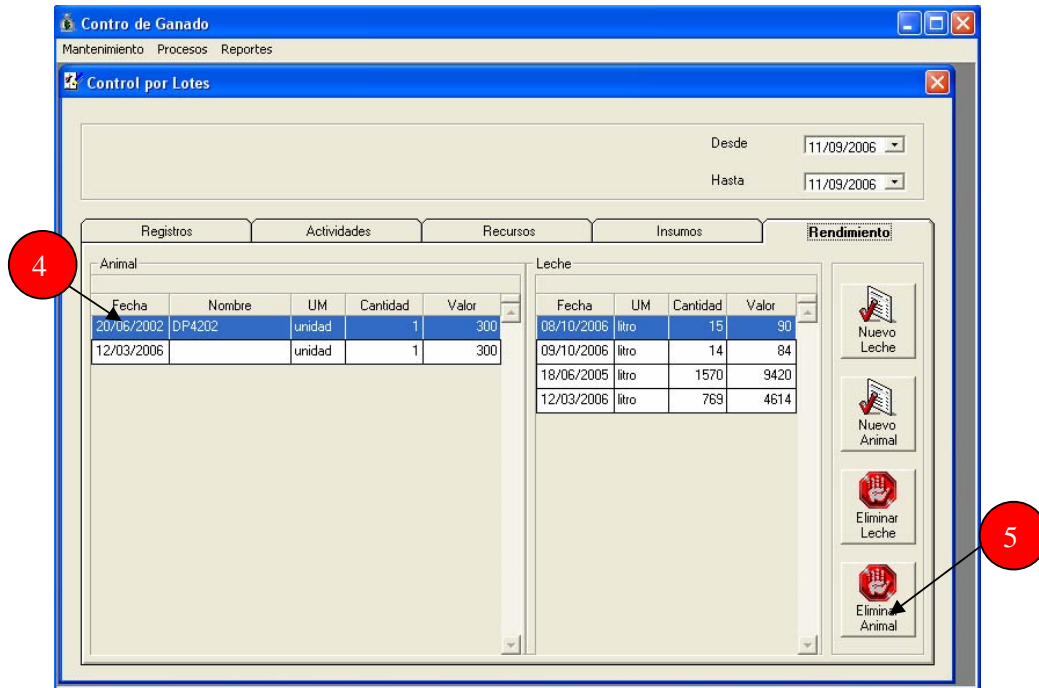 Contro de Ganado
Mantenimiento Procesos Reportes
Control por Lotes
Desde 11/09/2006
Hasta 11/09/2006
Registros Actividades Recursos Insumos Rendimiento
4
Animal Leche
Fecha Nombre UM Cantidad Valor Fecha UM Cantidad Valor
20/06/2002 DP4202 unidad 1 300 08/10/2006 litro 15 90
12/03/2006 unidad 1 300 09/10/2006 litro 14 84
18/06/2005 litro 1570 9420
12/03/2006 litro 769 4614
Nuevo
Leche
Nuevo
Animal
Eliminar
Leche
5
Eliminar
Animal